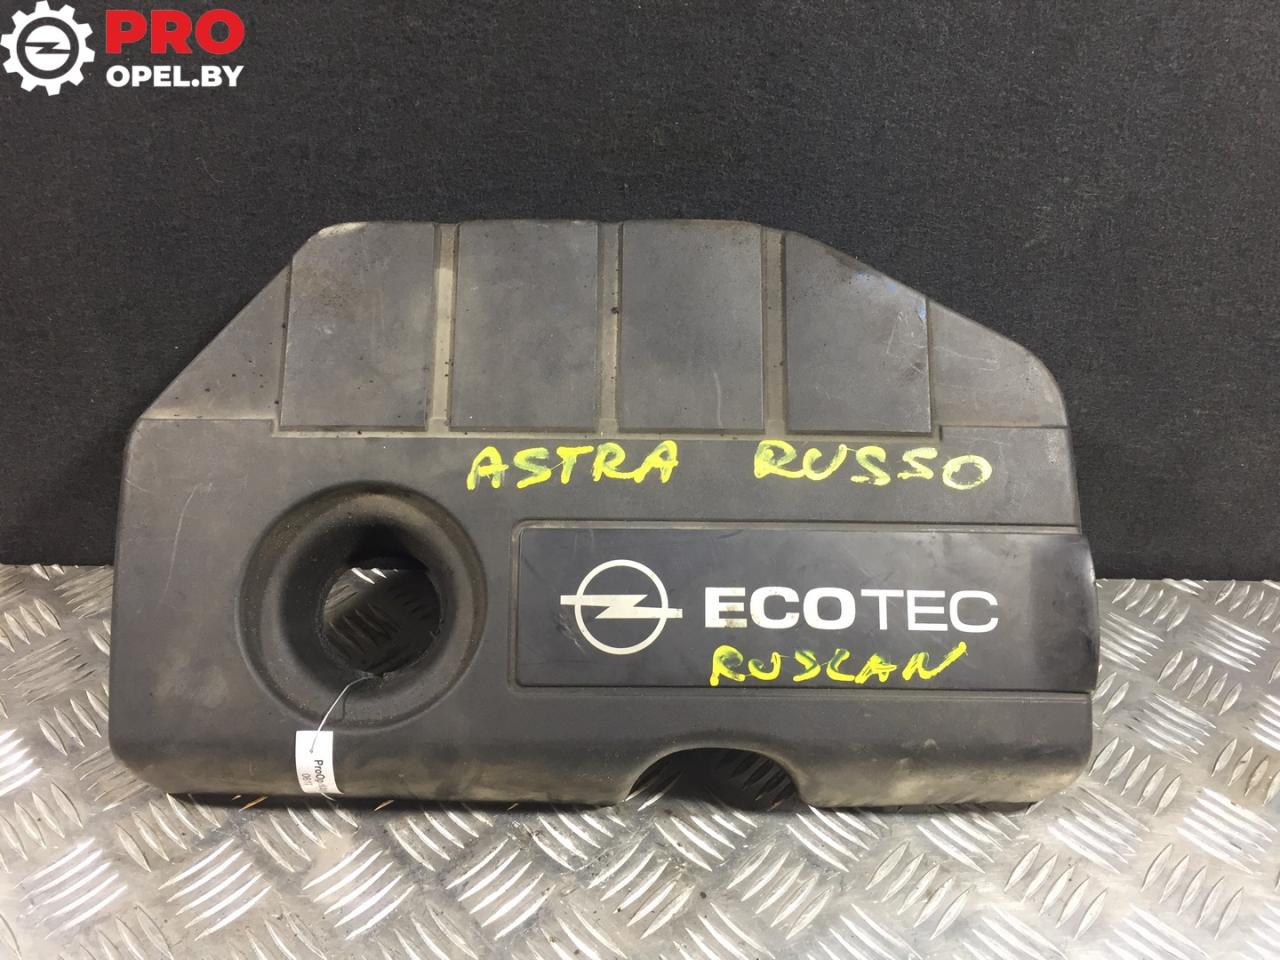 PRO
OPEL.BY
ASTRA RUSSO
ECOTEC
RUSLAN